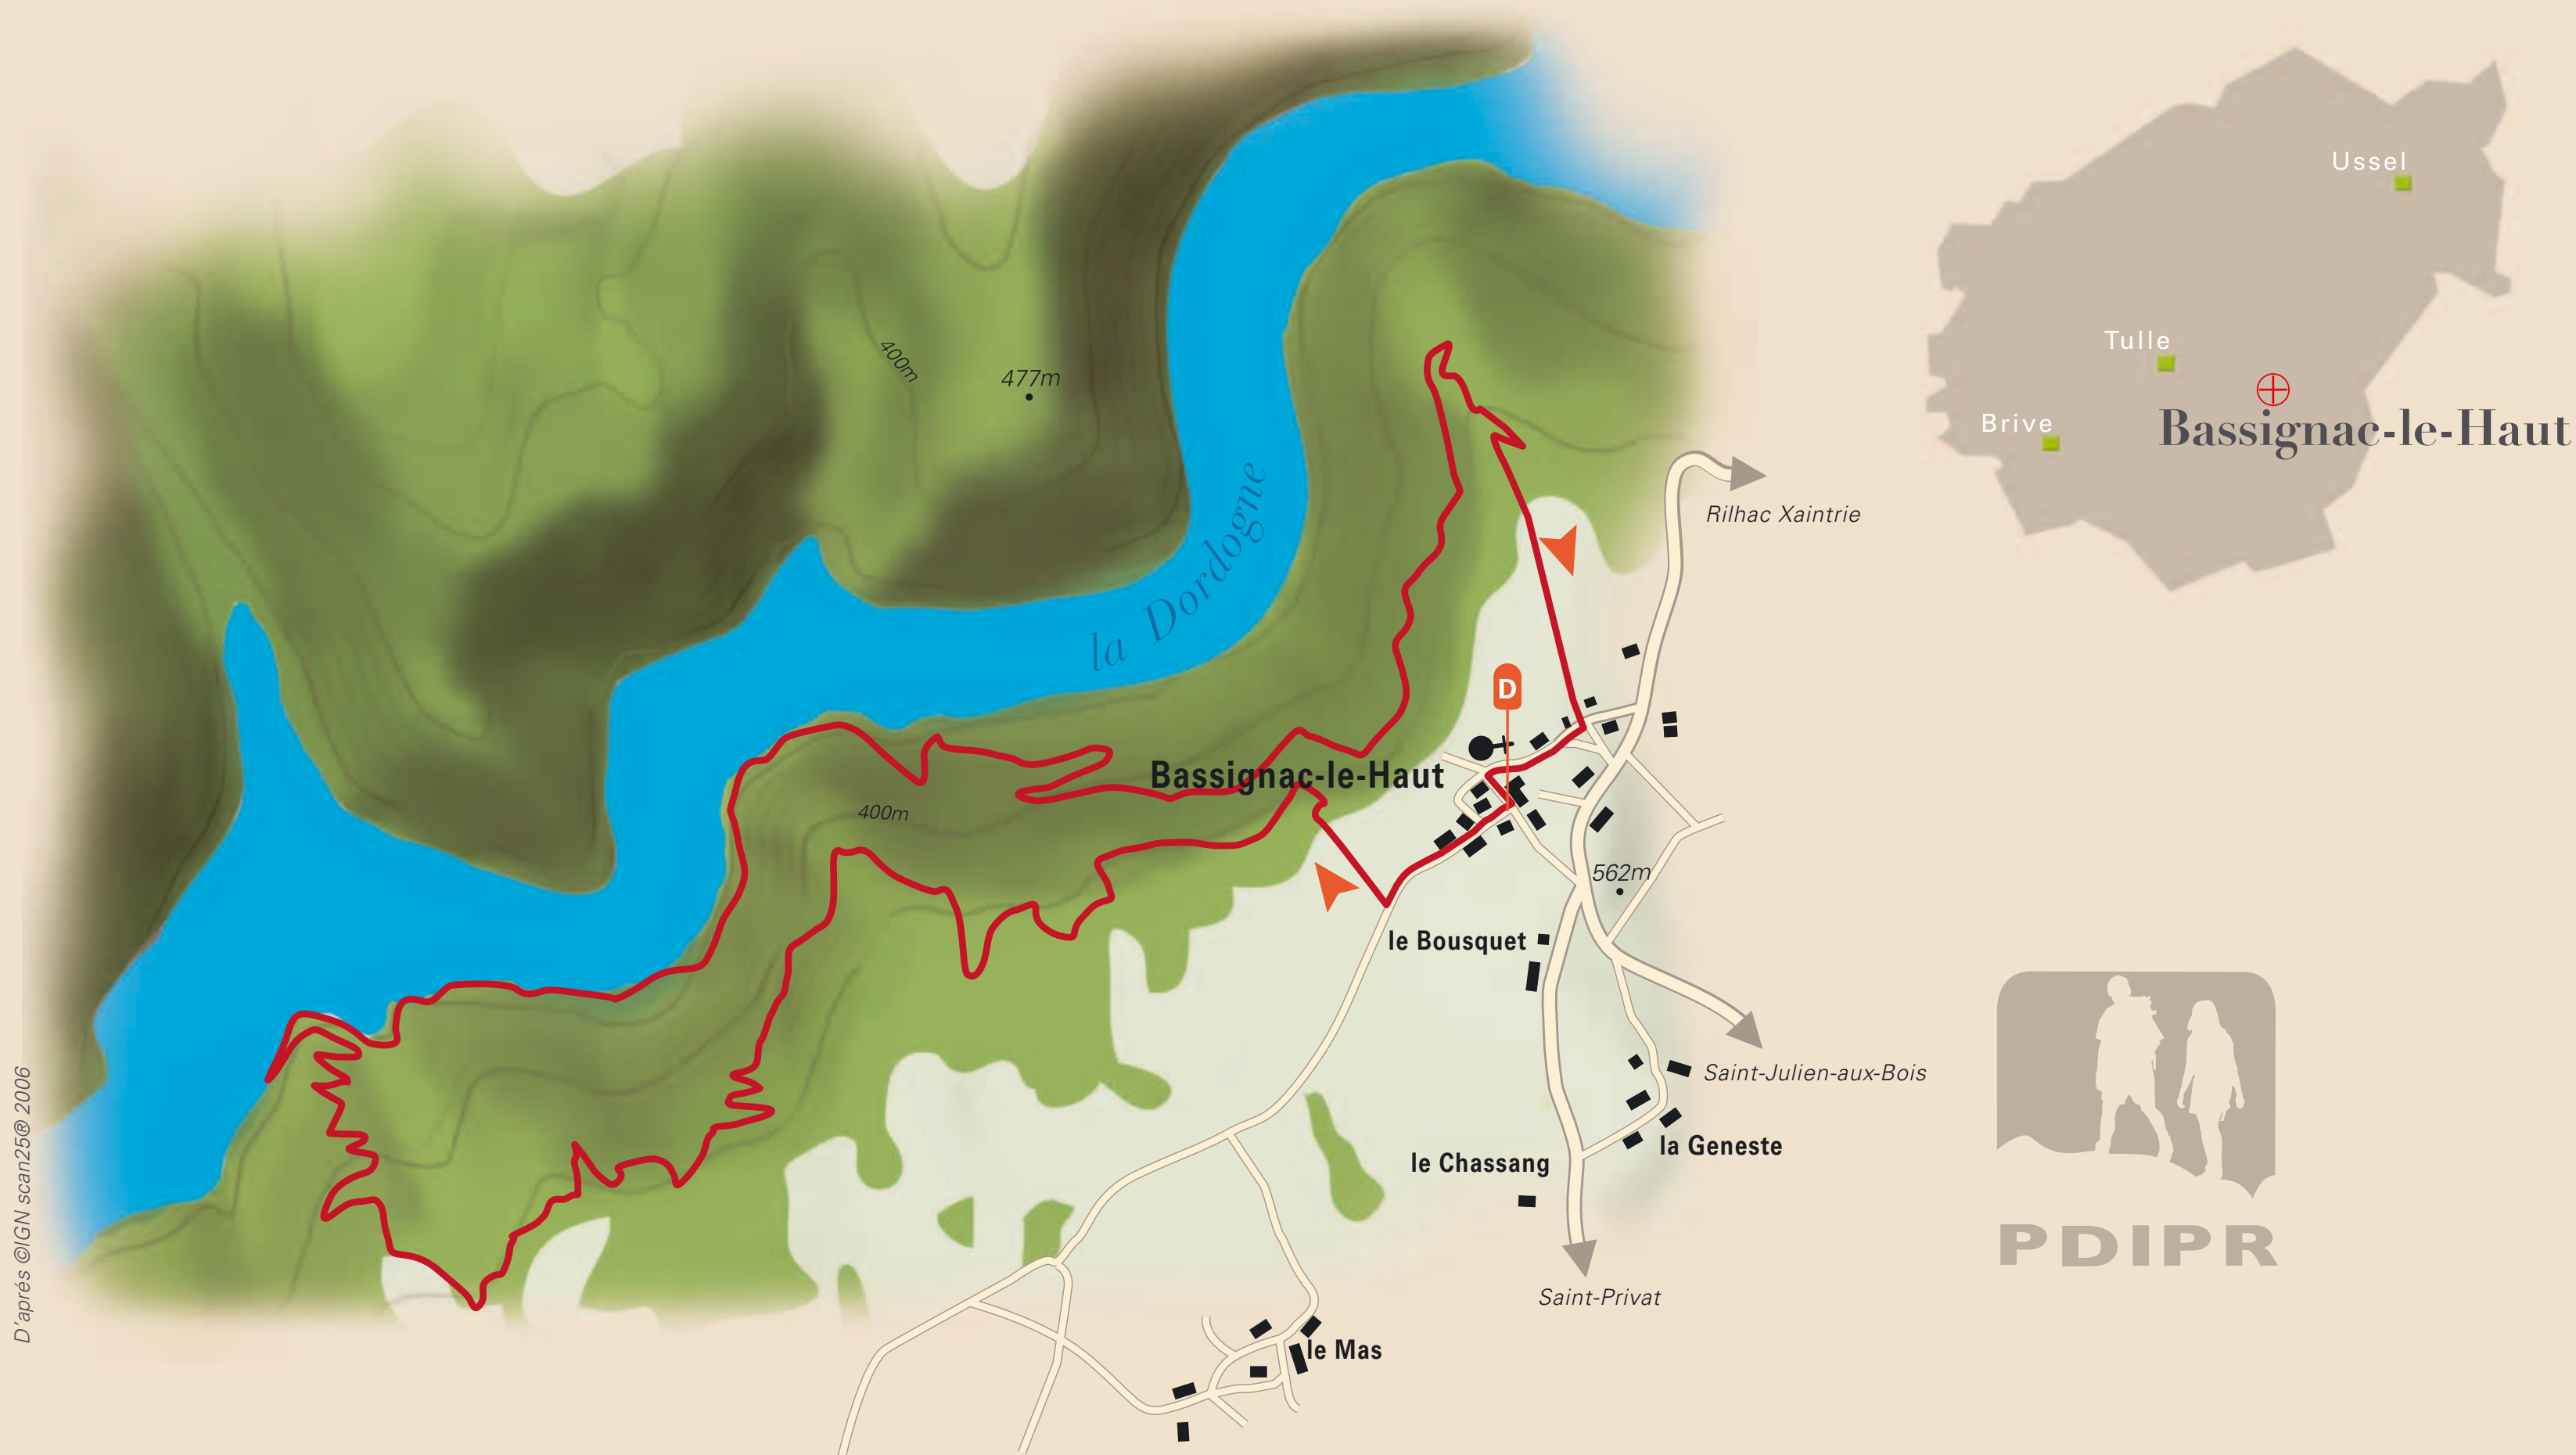 Ussel
Tulle
Brive
Bassignac-le-Haut
400m
477m
la Dordogne
Rilhac Xaintrie
D
Bassignac-le-Haut
400m
562m
le Bousquet
Saint-Julien-aux-Bois
la Geneste
le Chassang
Saint-Privat
le Mas
PDIPR
D'aprés ©IGN scan25® 2006